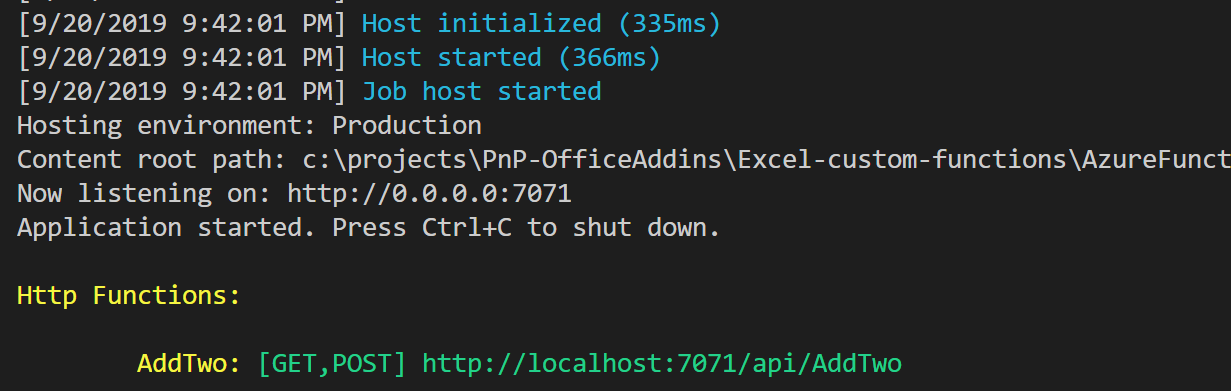 [9/20/2019 9:42:01 PM] Host initialized (335ms)
[9/20/2019 9:42:01 PM] Host started (366ms)
[9/20/2019 9:42:01 PM] Job host started
Hosting environment: Production
Content root path: c:\projects\PnP-OfficeAddins\Excel-custom-functions\AzureFunct
Now listening on: http://0.0.0.0:7071
Application started. Press Ctrl+C to shut down.
Http Functions:
AddTwo: [GET,POST] http://localhost:7071/api/AddTwo